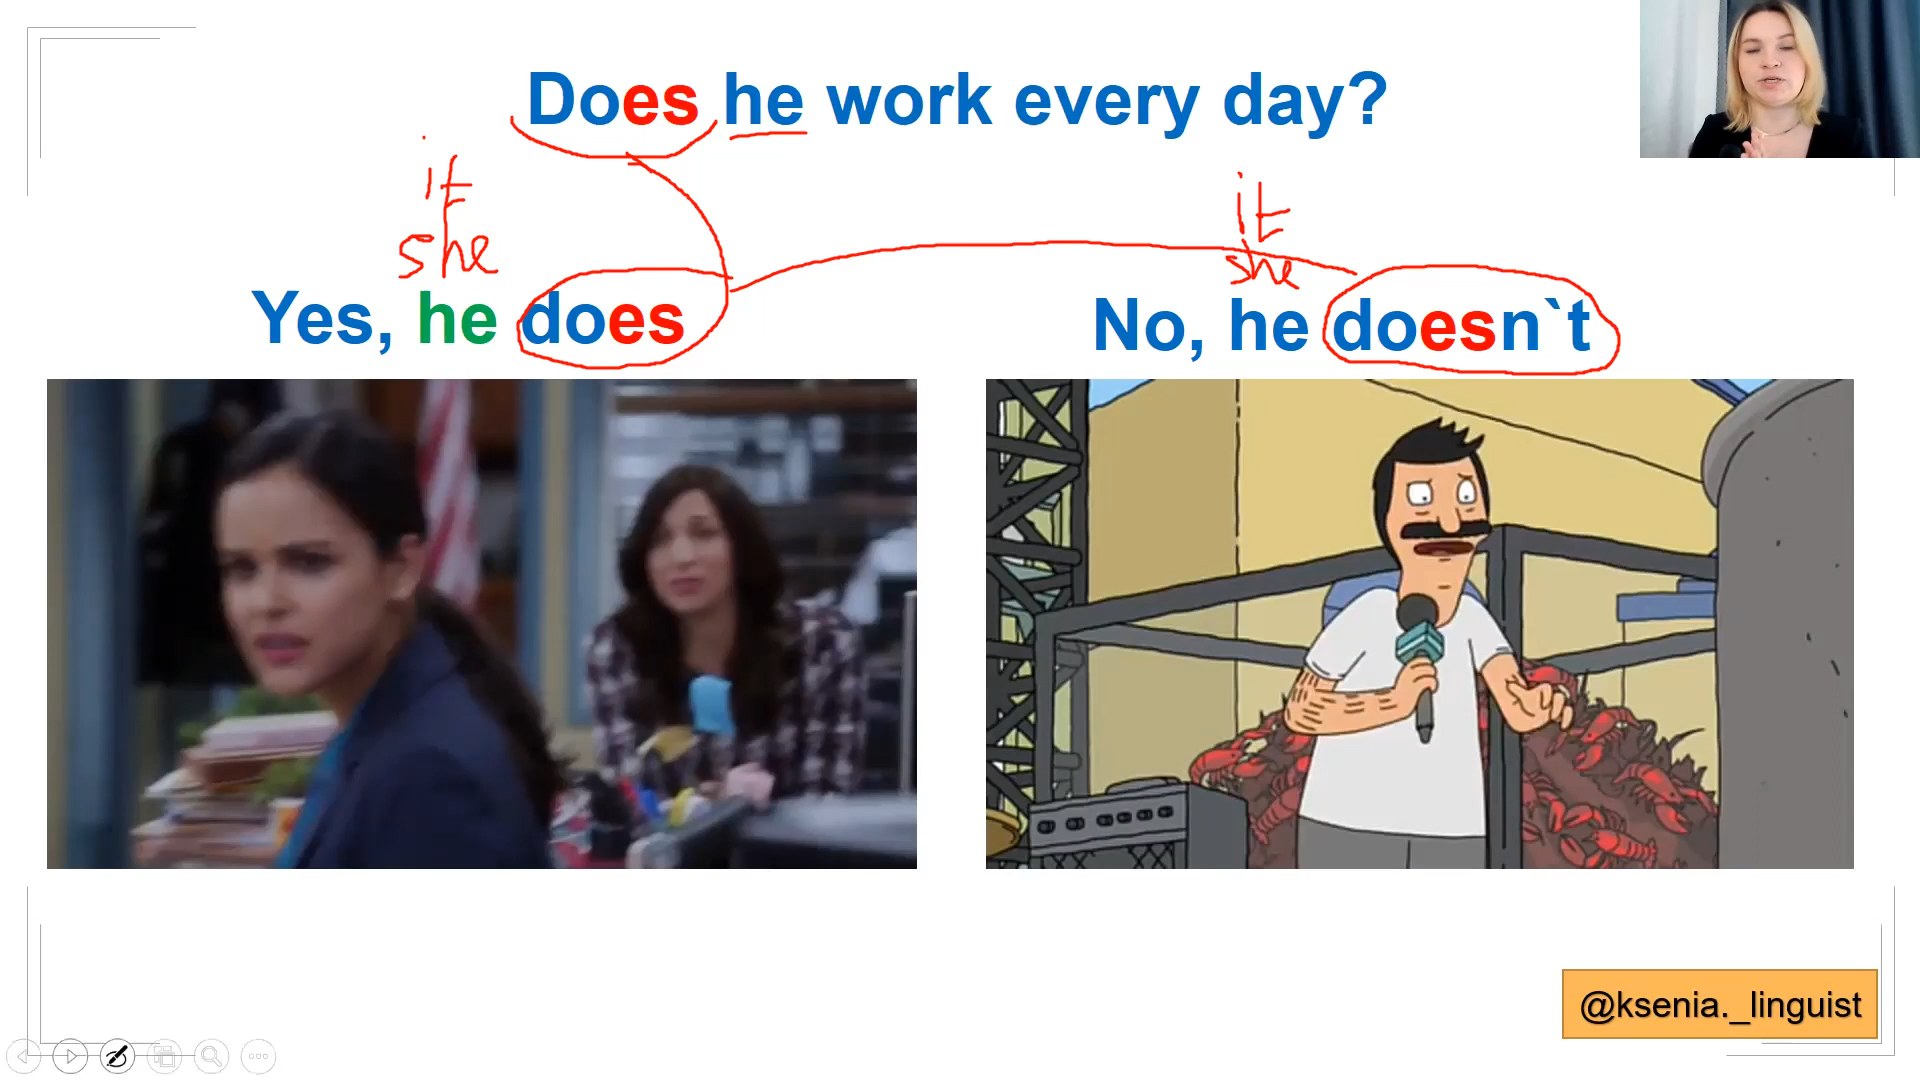 Does he work every day?
it
she
it
she
Yes, he does
No, he doesn`t
@ksenia._linguist